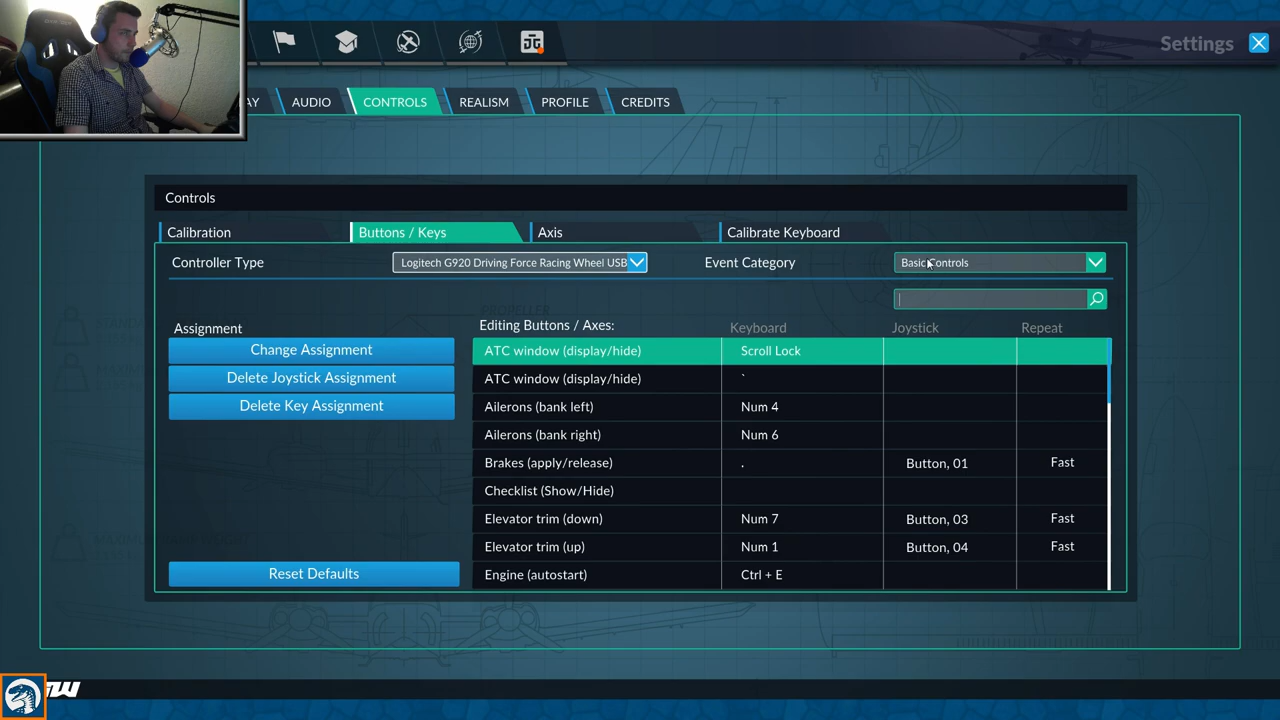 Settings
AUDIO
CONTROLS
REALISM
PROFILE
CREDITS
Controls
Calibration
Buttons / Keys
Axis
Calibrate Keyboard
Controller Type
Logitech G920 Driving Force Racing Wheel USB
Event Category
Basic Controls
Assignment
Editing Buttons / Axes:
Keyboard
Joystick
Repeat
Change Assignment
ATC window (display/hide)
Scroll Lock
Delete Joystick Assignment
ATC window (display/hide)
`
Delete Key Assignment
Ailerons (bank left)
Num 4
Ailerons (bank right)
Num 6
Brakes (apply/release)
.
Button, 01
Fast
Checklist (Show/Hide)
Elevator trim (down)
Num 7
Button, 03
Fast
Elevator trim (up)
Num 1
Button, 04
Fast
Reset Defaults
Engine (autostart)
Ctrl + E